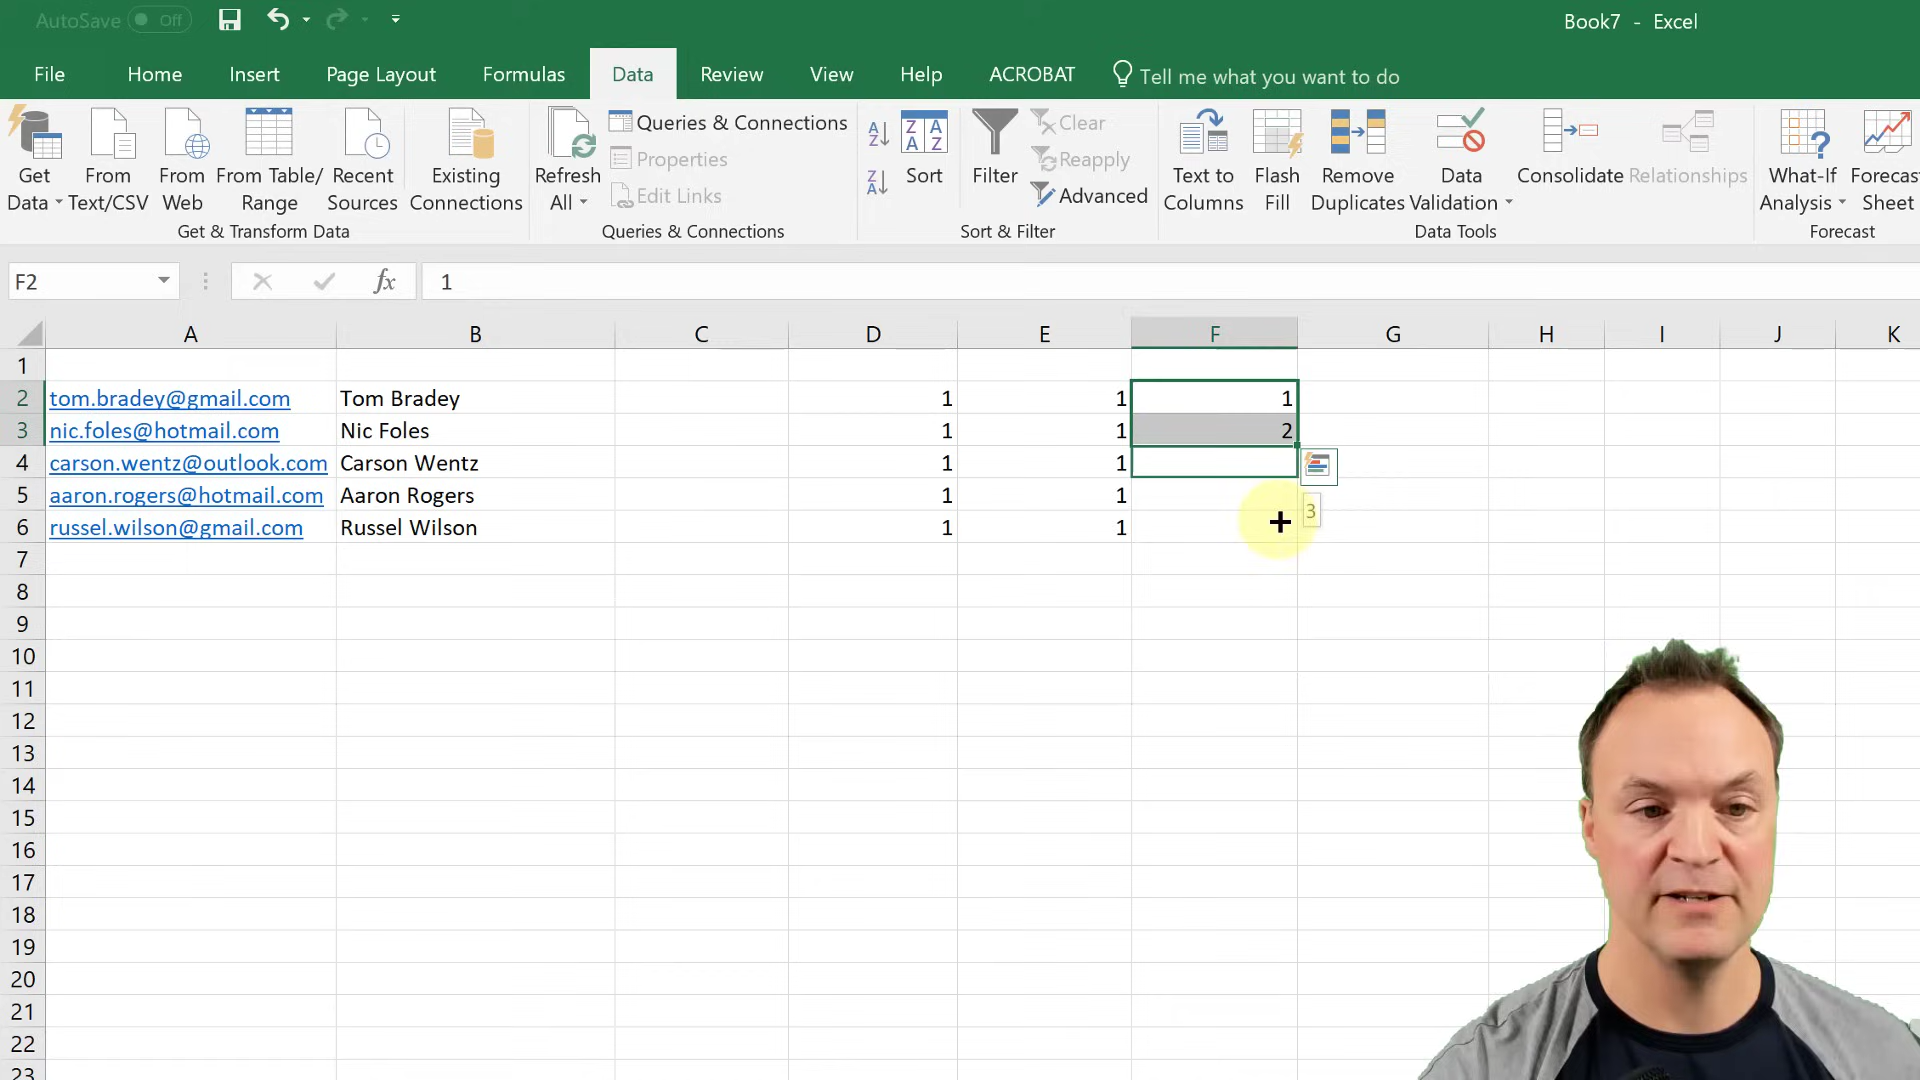 AutoSave Off
Book7 - Excel
File Home Insert Page Layout Formulas Data Review View Help ACROBAT Tell me what you want to do
Get Data
From Text/CSV
From Web
From Table/ Range
Recent Sources
Existing Connections
Get & Transform Data
Refresh All
Queries & Connections
Properties
Edit Links
Queries & Connections
Sort
Filter
Clear
Reapply
Advanced
Sort & Filter
Text to Columns
Flash Fill
Remove Duplicates
Data Validation
Consolidate
Relationships
Data Tools
What-If Analysis
Forecas Sheet
Forecast
F2 fx 1
A B C D E F G H I J K
1
2 tom.bradey@gmail.com Tom Bradey 1 1 1
3 nic.foles@hotmail.com Nic Foles 1 1 2
4 carson.wentz@outlook.com Carson Wentz 1 1
5 aaron.rogers@hotmail.com Aaron Rogers 1 1 3
6 russel.wilson@gmail.com Russel Wilson 1 1
7
8
9
10
11
12
13
14
15
16
17
18
19
20
21
22
23